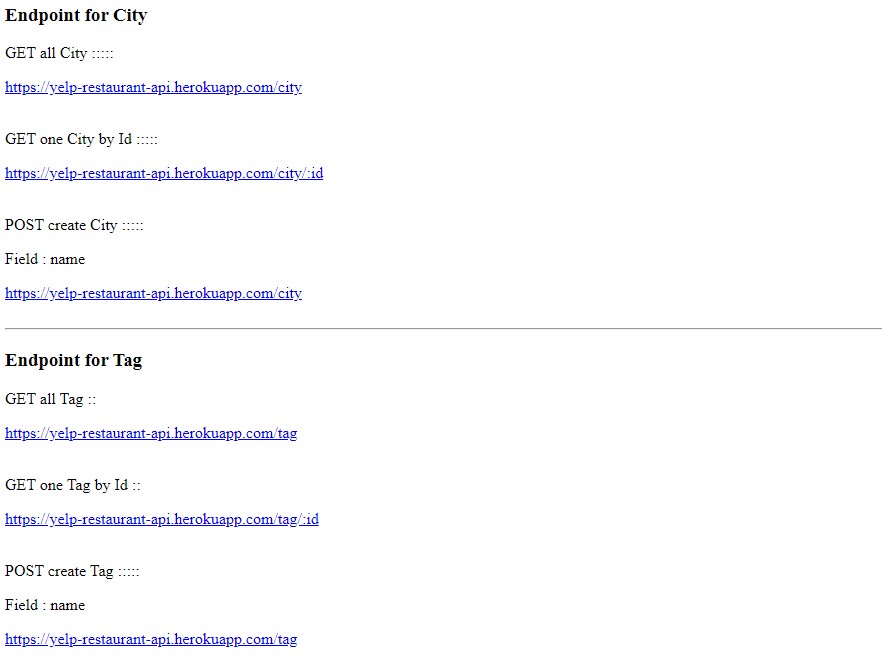 Endpoint for City
GET all City :::::
https://yelp-restaurant-api.herokuapp.com/city
GET one City by Id :::::
https://yelp-restaurant-api.herokuapp.com/city/:id
POST create City :::::
Field : name
https://yelp-restaurant-api.herokuapp.com/city
Endpoint for Tag
GET all Tag ::
https://yelp-restaurant-api.herokuapp.com/tag
GET one Tag by Id ::
https://yelp-restaurant-api.herokuapp.com/tag/:id
POST create Tag :::::
Field : name
https://yelp-restaurant-api.herokuapp.com/tag